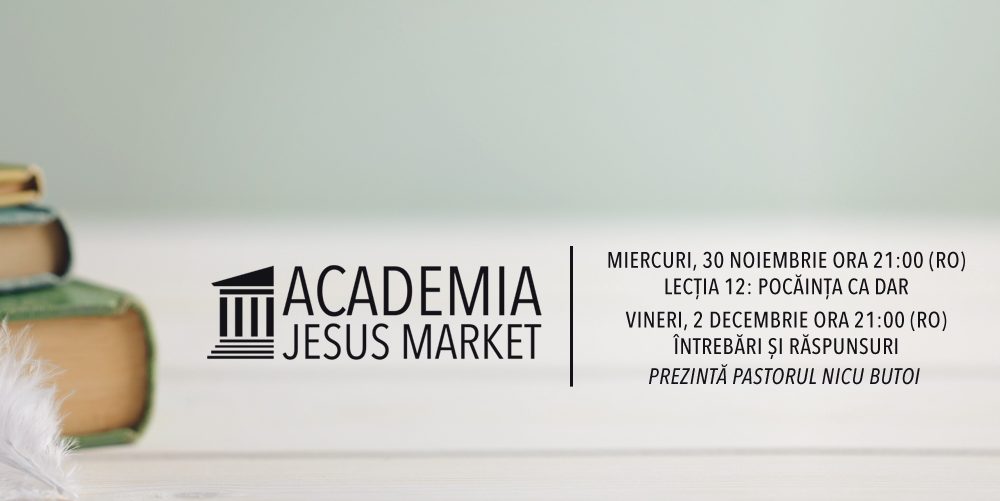 ACADEMIA
JESUS MARKET
MIERCURI, 30 NOIEMBRIE ORA 21:00 (RO)
LECȚIA 12: POCĂINȚA CA DAR
VINERI, 2 DECEMBRIE ORA 21:00 (RO)
ÎNTREBĂRI ȘI RĂSPUNSURI
PREZINTĂ PASTORUL NICU BUTOI